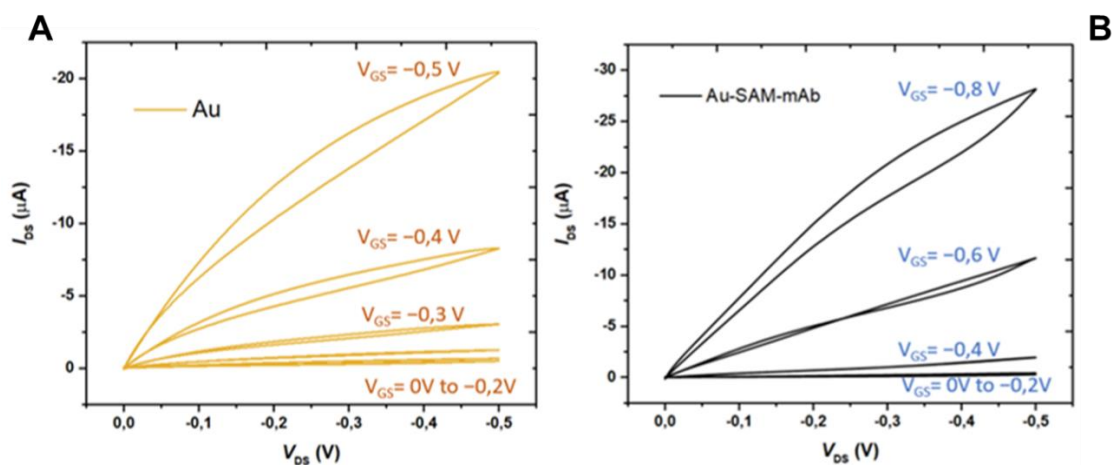 A
B
Au
V_GS= −0,5 V
V_GS= −0,4 V
V_GS= −0,3 V
V_GS= 0V to −0,2V
-20
-15
-10
-5
0
I_DS (μA)
0,0 -0,1 -0,2 -0,3 -0,4 -0,5
V_DS (V)
Au-SAM-mAb
V_GS= −0,8 V
V_GS= −0,6 V
V_GS= −0,4 V
V_GS= 0V to −0,2V
-30
-25
-20
-15
-10
-5
0
I_DS (μA)
0,0 -0,1 -0,2 -0,3 -0,4 -0,5
V_DS (V)